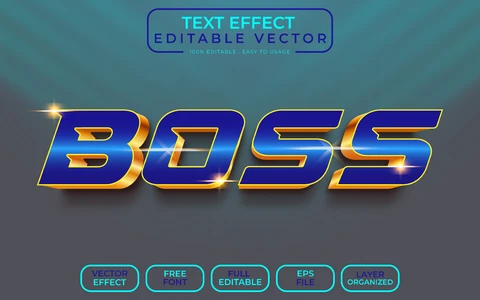 TEXT EFFECT
EDITABLE VECTOR
100% EDITABLE - EASY TO USAGE
BOSS
VECTOR EFFECT
FREE FONT
FULL EDITABLE
EPS FILE
LAYER ORGANIZED